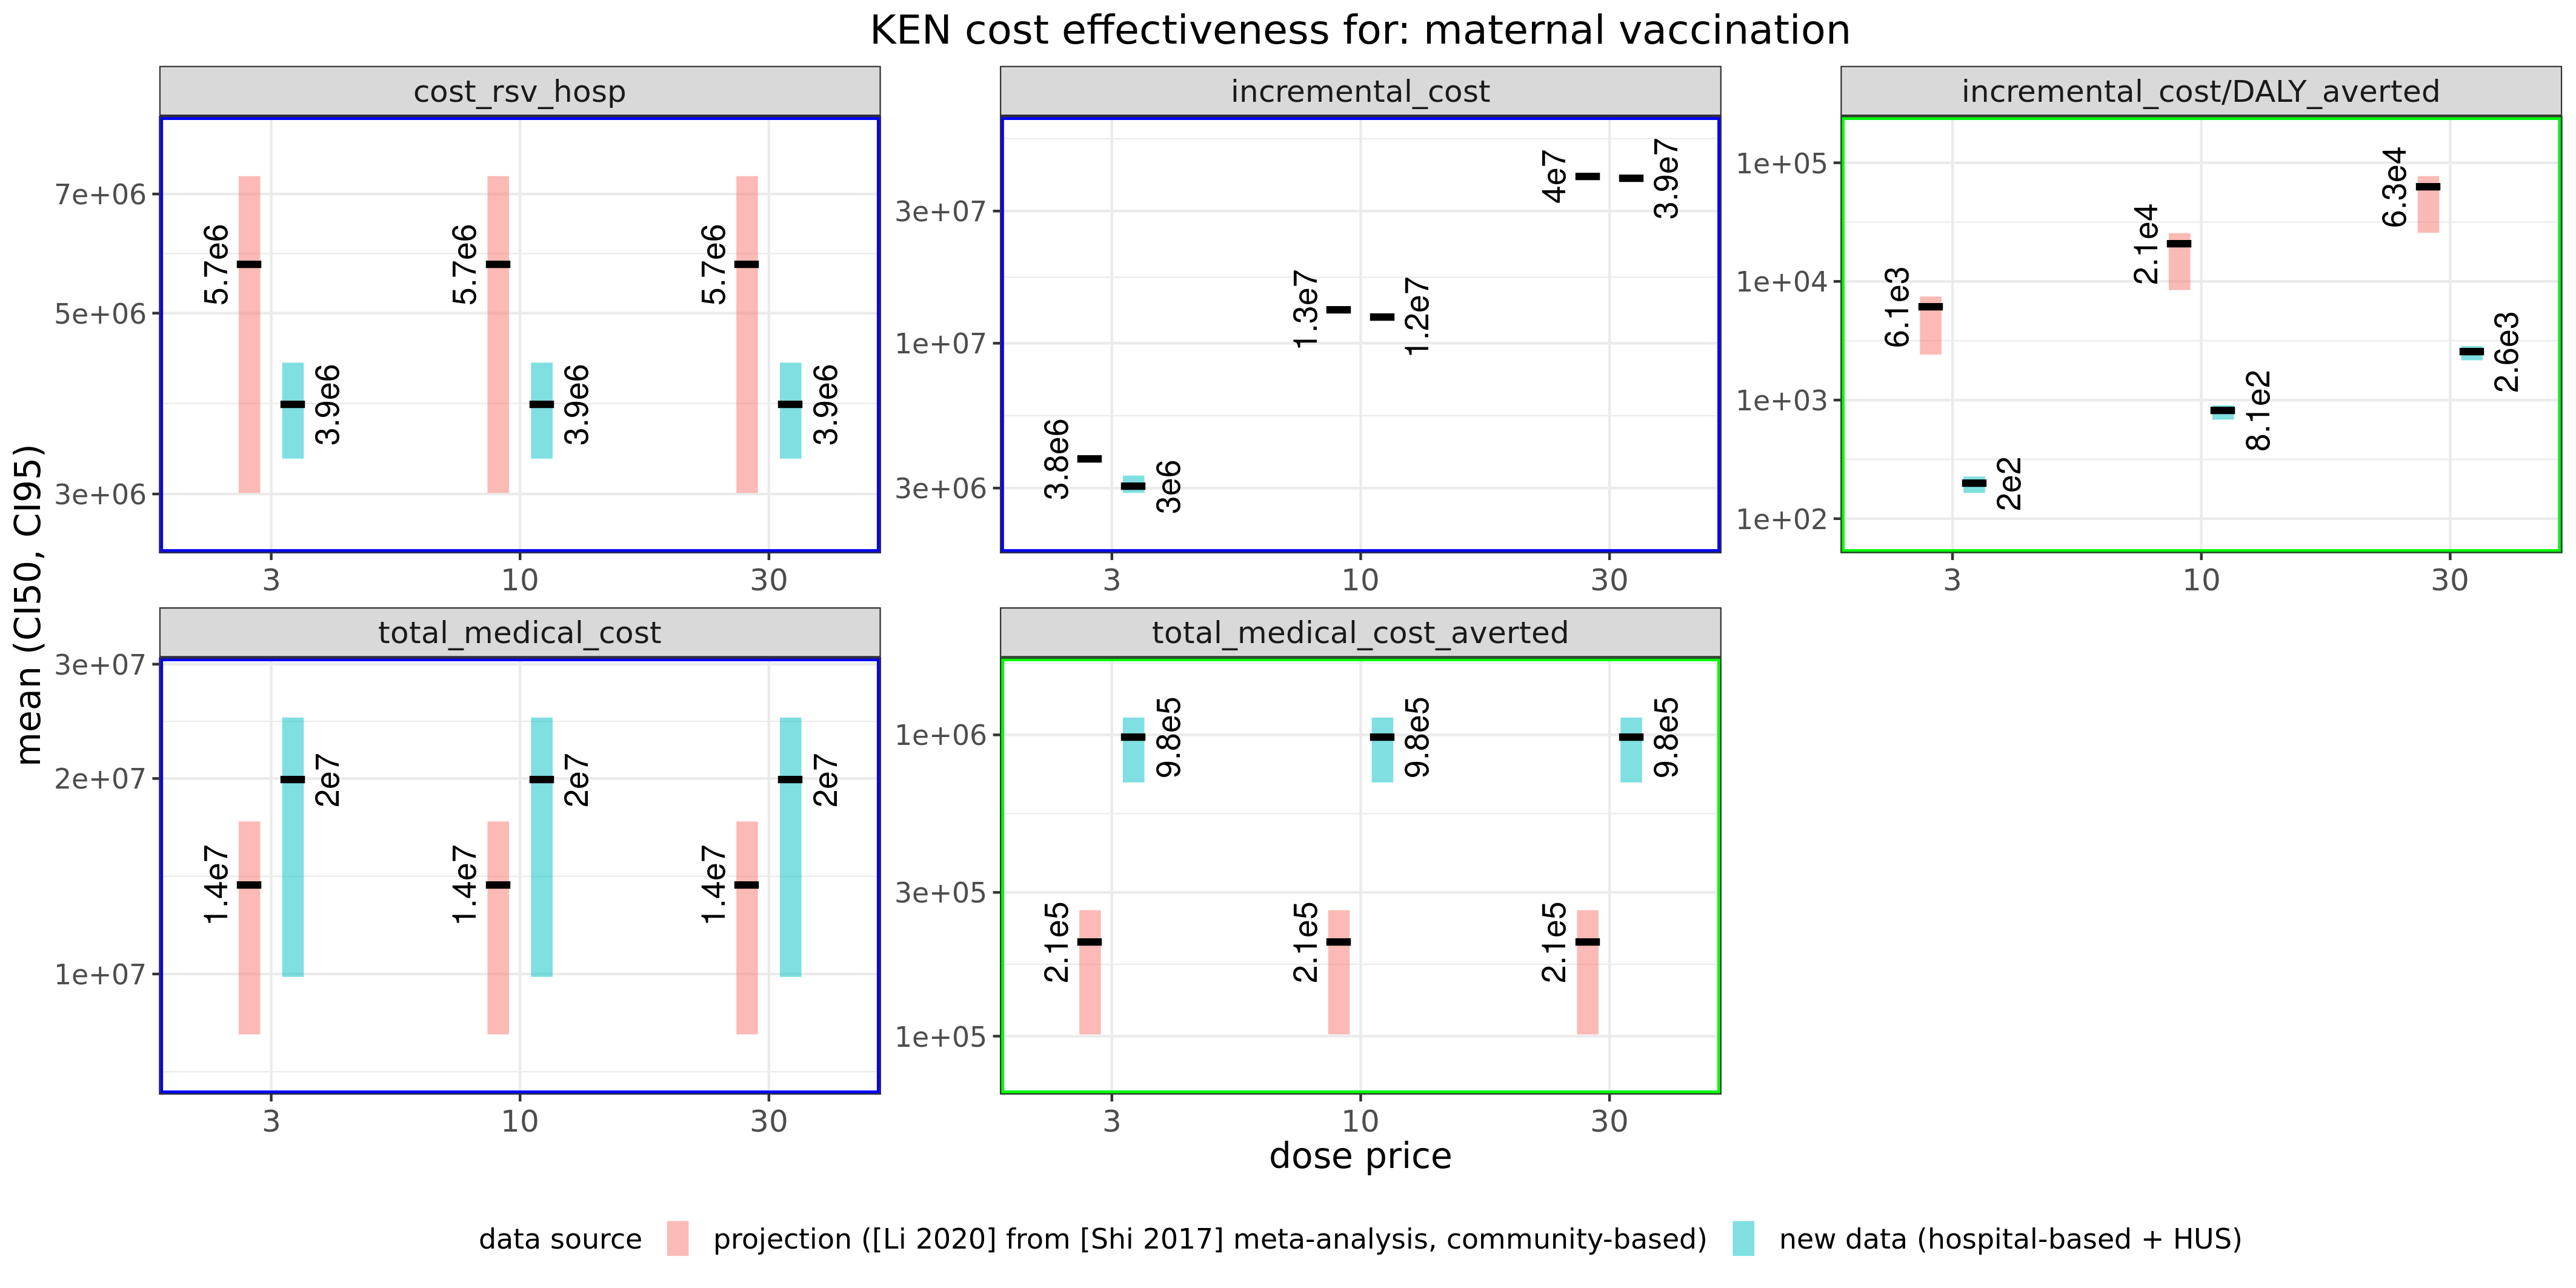 KEN cost effectiveness for: maternal vaccination
mean (CI50, CI95)
cost_rsv_hosp
7e+06
5e+06
3e+06
5.7e6
3.9e6
5.7e6
3.9e6
5.7e6
3.9e6
3
10
30
incremental_cost
3e+07
1e+07
3e+06
3.8e6
3e6
1.3e7
1.2e7
4e7
3.9e7
3
10
30
incremental_cost/DALY_averted
1e+05
1e+04
1e+03
1e+02
6.1e3
2e2
2.1e4
8.1e2
6.3e4
2.6e3
3
10
30
total_medical_cost
3e+07
2e+07
1e+07
1.4e7
2e7
1.4e7
2e7
1.4e7
2e7
3
10
30
total_medical_cost_averted
1e+06
3e+05
1e+05
2.1e5
9.8e5
2.1e5
9.8e5
2.1e5
9.8e5
3
10
30
dose price
data source
projection ([Li 2020] from [Shi 2017] meta-analysis, community-based)
new data (hospital-based + HUS)